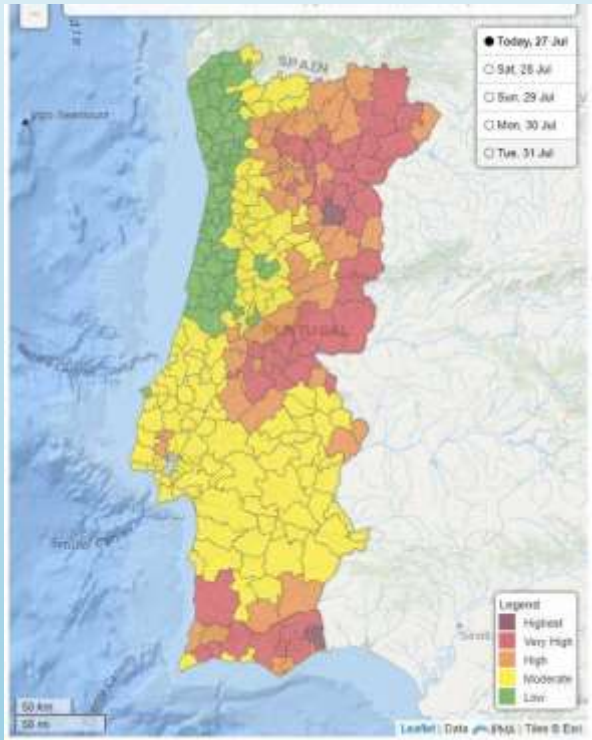 SPAIN
Today, 27 Jul
Sat, 28 Jul
Sun, 29 Jul
Mon, 30 Jul
Tue, 31 Jul
PORTUGAL
Legend
Highest
Very High
High
Moderate
Low
50 km
50 mi
Leaflet | Data IPMA | Tiles © Esri